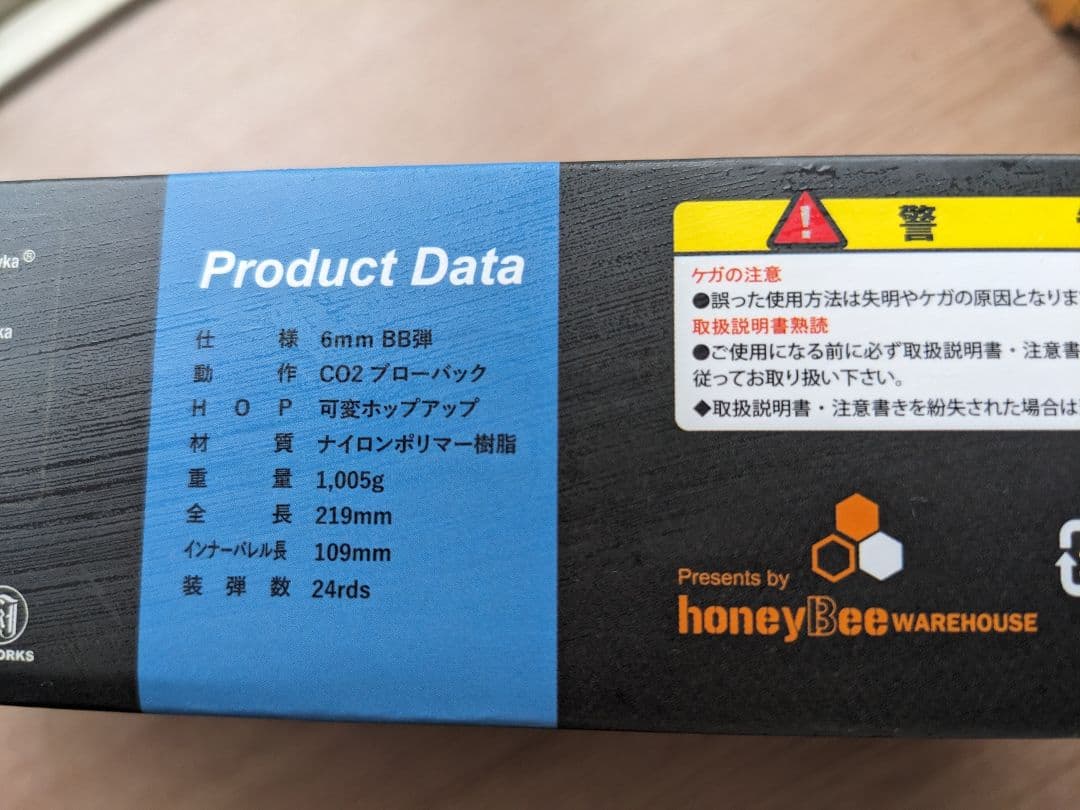 Product Data
仕様 6mm BB弾
動作 CO2 ブローバック
HOP 可変ホップアップ
材質 ナイロンポリマー樹脂
重量 1,005g
全長 219mm
インナーバレル長 109mm
装弾数 24rds
警
ケガの注意
●誤った使用方法は失明やケガの原因となりま
取扱説明書熟読
●ご使用になる前に必ず取扱説明書・注意書
従ってお取り扱い下さい。
◆取扱説明書・注意書きを紛失された場合は
Presents by
honeyBee WAREHOUSE